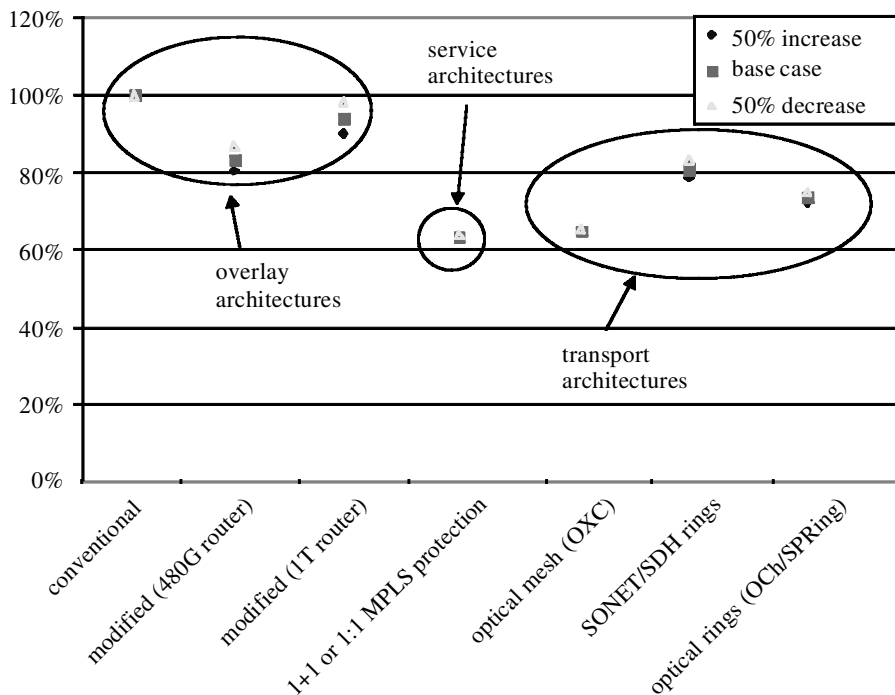 120%
100%
80%
60%
40%
20%
0%
service
architectures
50% increase
base case
50% decrease
overlay
architectures
transport
architectures
conventional
modified (480G router)
modified (1T router)
1+1 or 1:1 MPLS protection
optical mesh (OXC)
SONET/SDH rings
optical rings (OCh/SPRing)